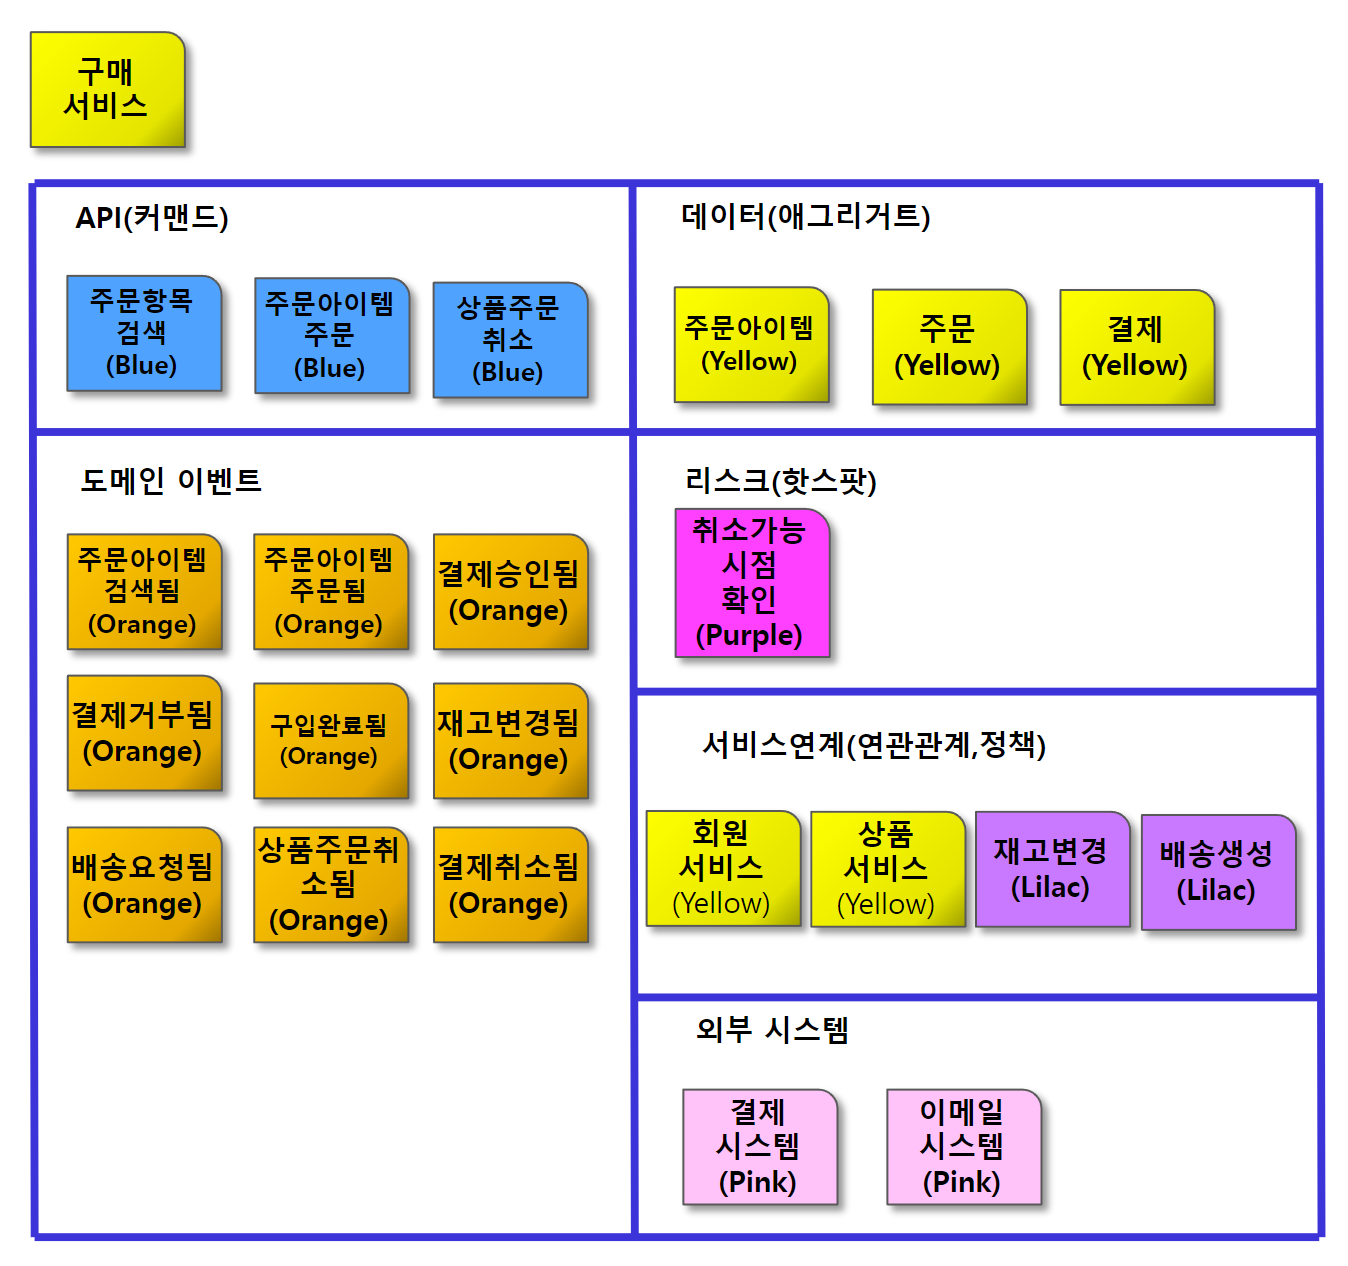 구매
서비스
API(커맨드)
주문항목
검색
(Blue)
주문아이템
주문
(Blue)
상품주문
취소
(Blue)
데이터(애그리거트)
주문아이템
(Yellow)
주문
(Yellow)
결제
(Yellow)
도메인 이벤트
주문아이템
검색됨
(Orange)
주문아이템
주문됨
(Orange)
결제승인됨
(Orange)
결제거부됨
(Orange)
구입완료됨
(Orange)
재고변경됨
(Orange)
배송요청됨
(Orange)
상품주문취
소됨
(Orange)
결제취소됨
(Orange)
리스크(핫스팟)
취소가능
시점
확인
(Purple)
서비스연계(연관관계,정책)
회원
서비스
(Yellow)
상품
서비스
(Yellow)
재고변경
(Lilac)
배송생성
(Lilac)
외부 시스템
결제
시스템
(Pink)
이메일
시스템
(Pink)